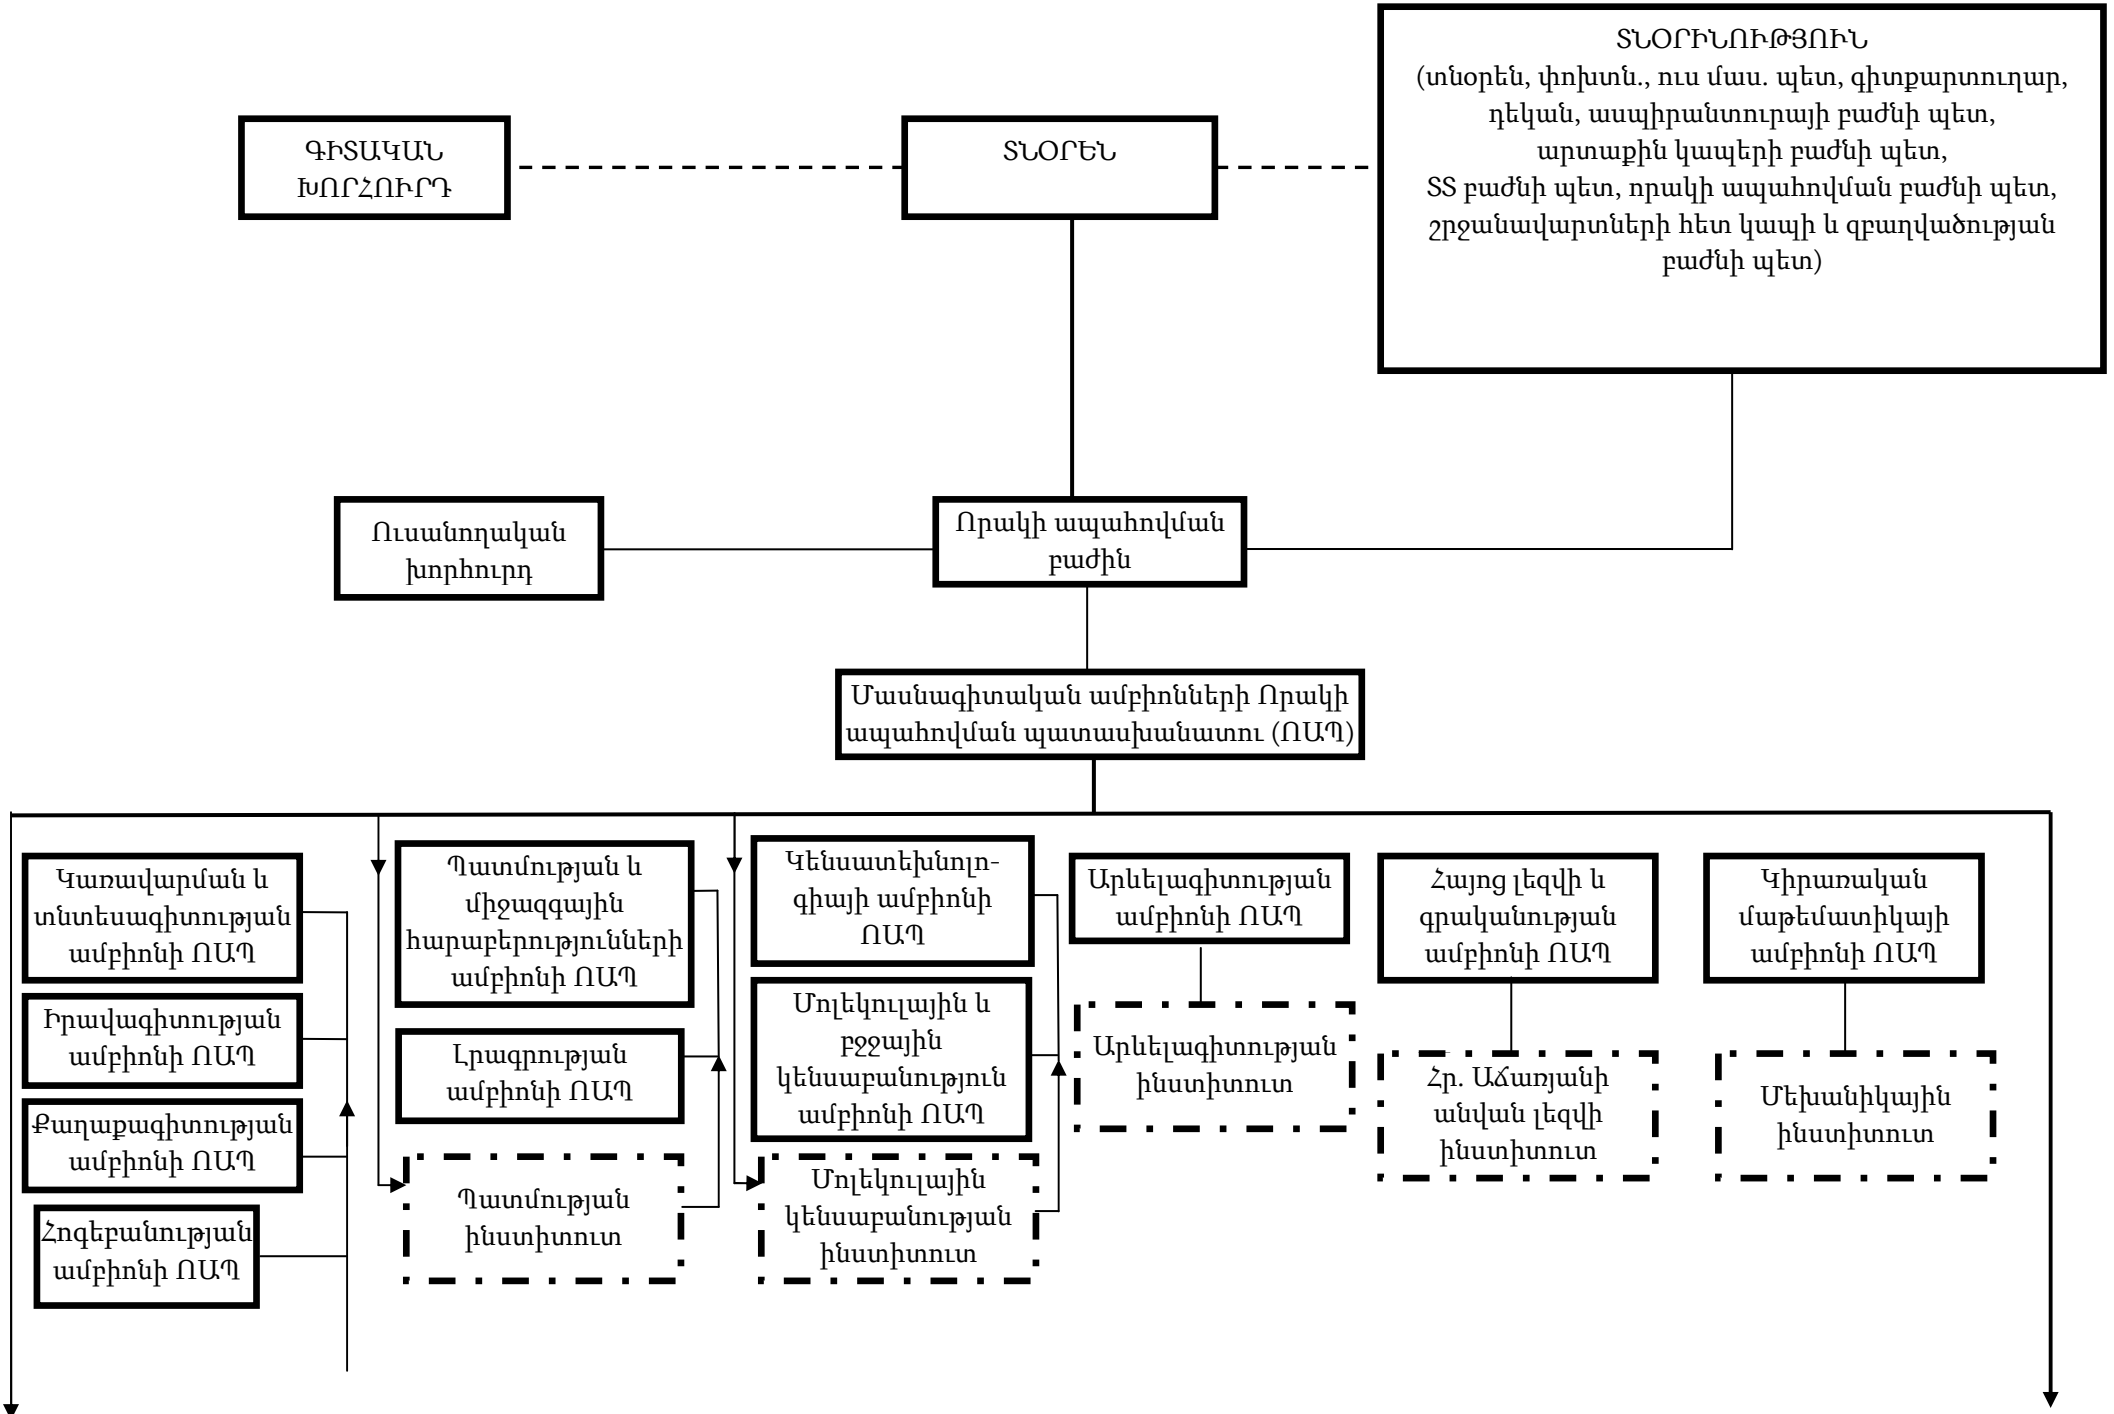 ՏՆՕՐԻՆՈՒԹՅՈՒՆ
(տնօրեն, փոխտն., ուս մաս. պետ, գիտքարտուղար,
դեկան, ասպիրանտուրայի բաժնի պետ,
արտաքին կապերի բաժնի պետ,
ՏՏ բաժնի պետ, որակի ապահովման բաժնի պետ,
շրջանավարտների հետ կապի և զբաղվածության
բաժնի պետ)
ԳԻՏԱԿԱՆ
ԽՈՐՀՈՒՐԴ
ՏՆՕՐԵՆ
Ուսանողական
խորհուրդ
Որակի ապահովման
բաժին
Մասնագիտական ամբիոնների Որակի
ապահովման պատասխանատու (ՈԱՊ)
Կառավարման և
տնտեսագիտության
ամբիոնի ՈԱՊ
Իրավագիտության
ամբիոնի ՈԱՊ
Քաղաքագիտության
ամբիոնի ՈԱՊ
Հոգեբանության
ամբիոնի ՈԱՊ
Պատմության և
միջազգային
հարաբերությունների
ամբիոնի ՈԱՊ
Լրագրության
ամբիոնի ՈԱՊ
Պատմության
ինստիտուտ
Կենսատեխնոլո-
գիայի ամբիոնի
ՈԱՊ
Մոլեկուլային և
բջջային
կենսաբանություն
ամբիոնի ՈԱՊ
Մոլեկուլային
կենսաբանության
ինստիտուտ
Արևելագիտության
ամբիոնի ՈԱՊ
Արևելագիտության
ինստիտուտ
Հայոց լեզվի և
գրականության
ամբիոնի ՈԱՊ
Հր. Աճառյանի
անվան լեզվի
ինստիտուտ
Կիրառական
մաթեմատիկայի
ամբիոնի ՈԱՊ
Մեխանիկային
ինստիտուտ